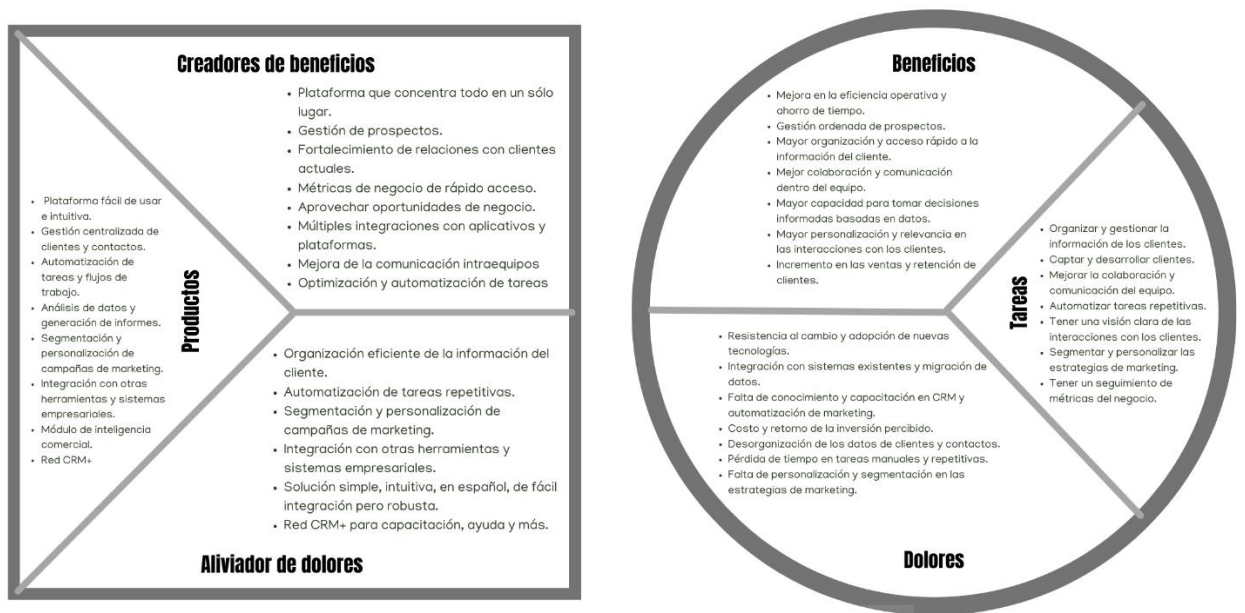 Creadores de beneficios
• Plataforma que concentra todo en un sólo
lugar.
• Gestión de prospectos.
• Fortalecimiento de relaciones con clientes
actuales.
• Métricas de negocio de rápido acceso.
• Aprovechar oportunidades de negocio.
• Múltiples integraciones con aplicativos y
plataformas.
• Mejora de la comunicación intraequipos
• Optimización y automatización de tareas
Productos
• Plataforma fácil de usar
e intuitiva.
• Gestión centralizada de
clientes y contactos.
• Automatización de
tareas y flujos de
trabajo.
• Análisis de datos y
generación de informes.
• Segmentación y
personalización de
campañas de marketing.
• Integración con otras
herramientas y sistemas
empresariales.
• Módulo de inteligencia
comercial.
• Red CRM+
• Organización eficiente de la información del
cliente.
• Automatización de tareas repetitivas.
• Segmentación y personalización de
campañas de marketing.
• Integración con otras herramientas y
sistemas empresariales.
• Solución simple, intuitiva, en español, de fácil
integración pero robusta.
• Red CRM+ para capacitación, ayuda y más.
Aliviador de dolores
Beneficios
• Mejora en la eficiencia operativa y
ahorro de tiempo.
• Gestión ordenada de prospectos.
• Mayor organización y acceso rápido a la
información del cliente.
• Mejor colaboración y comunicación
dentro del equipo.
• Mayor capacidad para tomar decisiones
informadas basadas en datos.
• Mayor personalización y relevancia en
las interacciones con los clientes.
• Incremento en las ventas y retención de
clientes.
Tareas
• Organizar y gestionar la
información de los clientes.
• Captar y desarrollar clientes.
• Mejorar la colaboración y
comunicación del equipo.
• Automatizar tareas repetitivas.
• Tener una visión clara de las
interacciones con los clientes.
• Segmentar y personalizar las
estrategias de marketing.
• Tener un seguimiento de
métricas del negocio.
• Resistencia al cambio y adopción de nuevas
tecnologías.
• Integración con sistemas existentes y migración de
datos.
• Falta de conocimiento y capacitación en CRM y
automatización de marketing.
• Costo y retorno de la inversión percibido.
• Desorganización de los datos de clientes y contactos.
• Pérdida de tiempo en tareas manuales y repetitivas.
• Falta de personalización y segmentación en las
estrategias de marketing.
Dolores